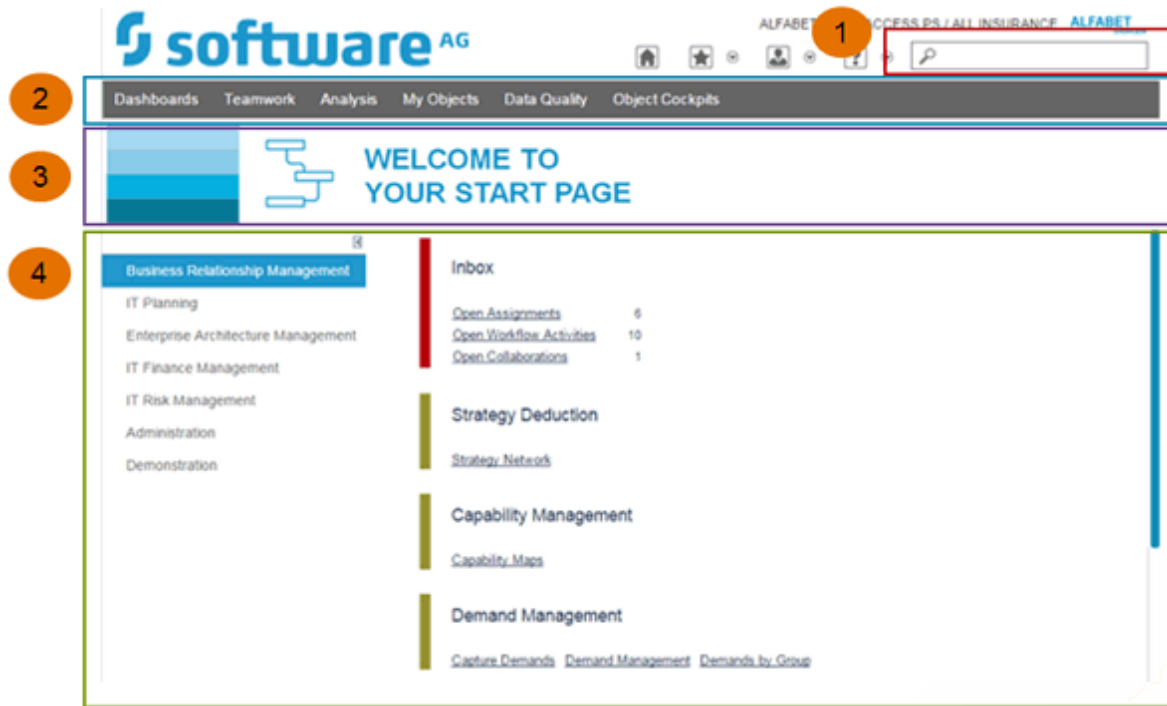 software AG
ALFABET ACCESS PS / ALL INSURANCE ALFABET
1
2
Dashboards Teamwork Analysis My Objects Data Quality Object Cockpits
3
WELCOME TO
YOUR START PAGE
4
Business Relationship Management
IT Planning
Enterprise Architecture Management
IT Finance Management
IT Risk Management
Administration
Demonstration
Inbox
Open Assignments 6
Open Workflow Activities 10
Open Collaborations 1
Strategy Deduction
Strategy Network
Capability Management
Capability Maps
Demand Management
Capture Demands Demand Management Demands by Group